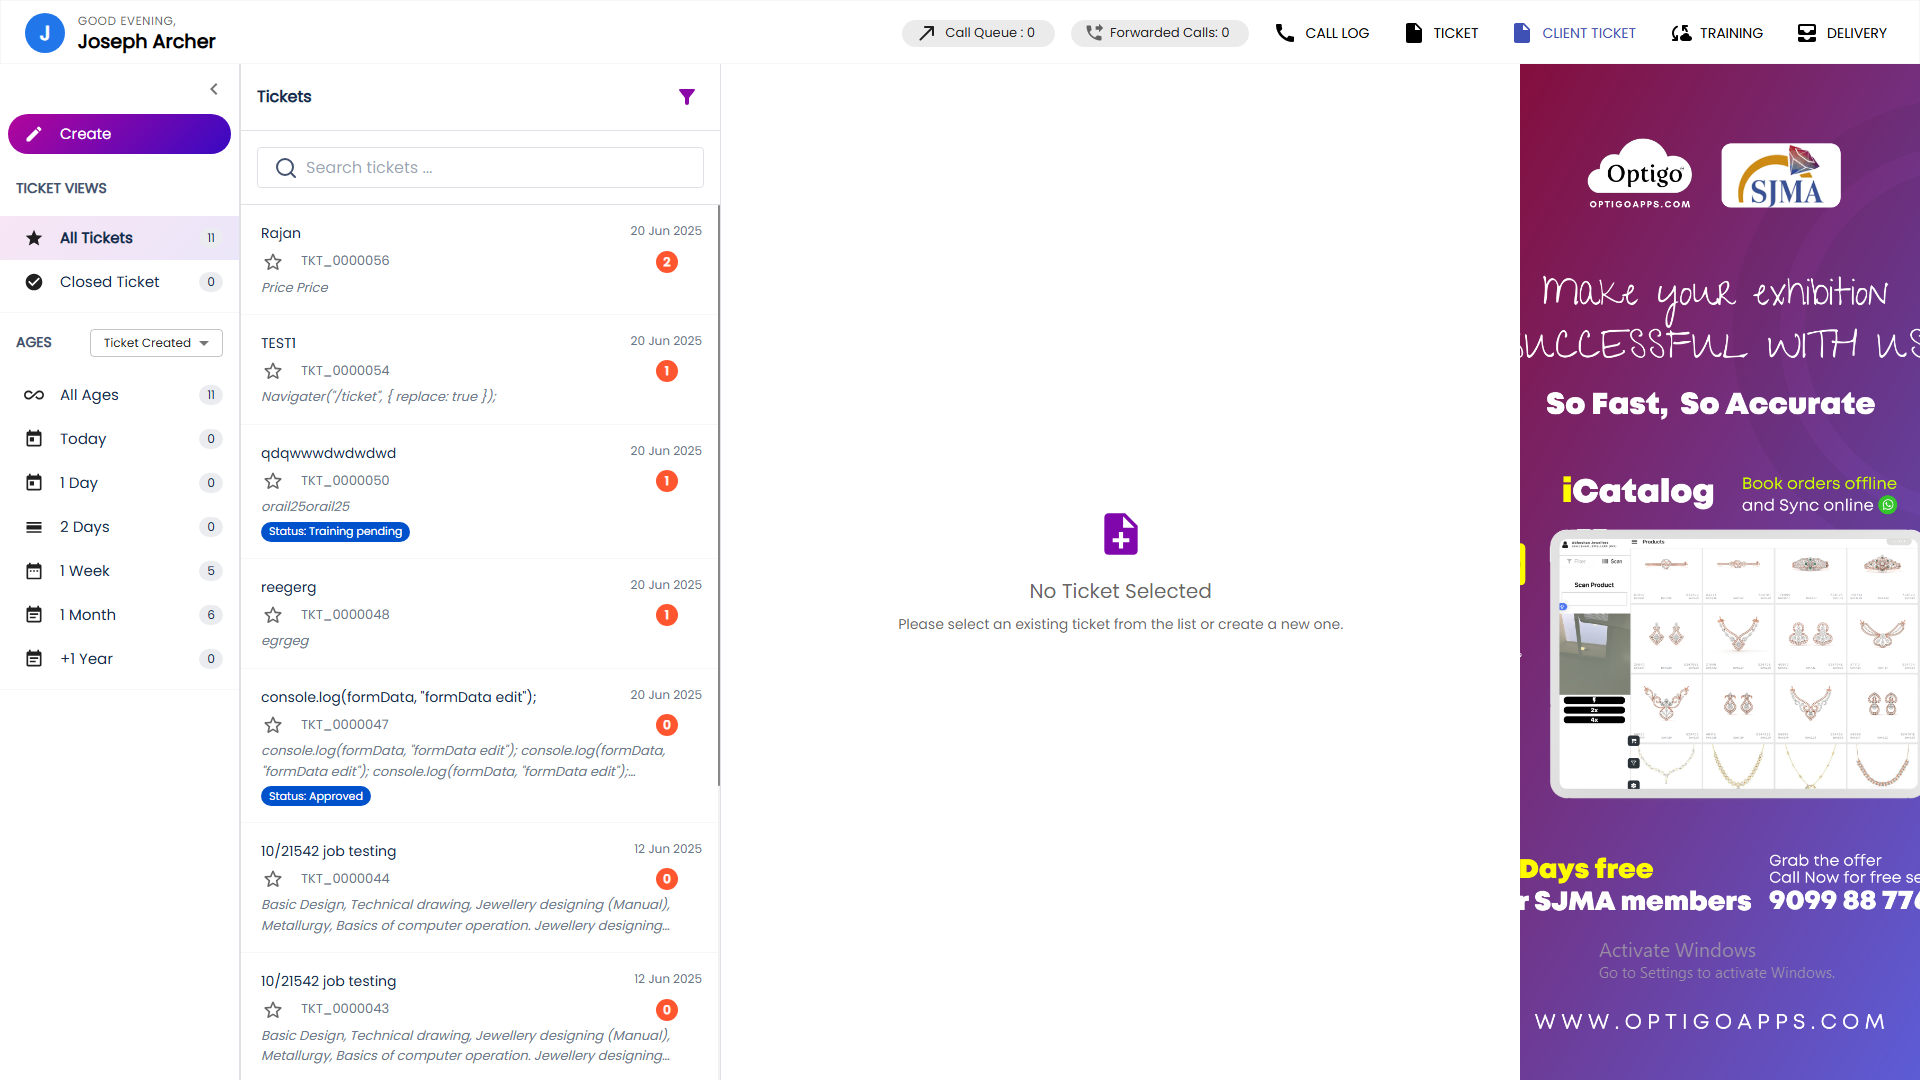 J
GOOD EVENING,
Joseph Archer
Call Queue : 0
Forwarded Calls: 0
CALL LOG
TICKET
CLIENT TICKET
TRAINING
DELIVERY
Create
TICKET VIEWS
All Tickets 11
Closed Ticket 0
AGES
Ticket Created
All Ages 11
Today 0
1 Day 0
2 Days 0
1 Week 5
1 Month 6
+1 Year 0
Tickets
Search tickets ...
Rajan 20 Jun 2025
TKT_0000056 2
Price Price
TEST1 20 Jun 2025
TKT_0000054 1
Navigater("/ticket", { replace: true });
qdqwwwdwdwdwd 20 Jun 2025
TKT_0000050 1
orail25orail25
Status: Training pending
reegerg 20 Jun 2025
TKT_0000048 1
egrgeg
console.log(formData, "formData edit"); 20 Jun 2025
TKT_0000047 0
console.log(formData, "formData edit"); console.log(formData,
"formData edit"); console.log(formData, "formData edit");...
Status: Approved
10/21542 job testing 12 Jun 2025
TKT_0000044 0
Basic Design, Technical drawing, Jewellery designing (Manual),
Metallurgy, Basics of computer operation. Jewellery designing...
10/21542 job testing 12 Jun 2025
TKT_0000043 0
Basic Design, Technical drawing, Jewellery designing (Manual),
Metallurgy, Basics of computer operation. Jewellery designing...
No Ticket Selected
Please select an existing ticket from the list or create a new one.
Optigo
OPTIGOAPPS.COM
SJMA
Make your exhibition
SUCCESSFUL WITH US
So Fast, So Accurate
iCatalog
Book orders offline
and Sync online
Products
Filter
Scan
Scan Product
2x
4x
Days free
r SJMA members
Grab the offer
Call Now for free se
9099 88 776
Activate Windows
Go to Settings to activate Windows.
WWW.OPTIGOAPPS.COM